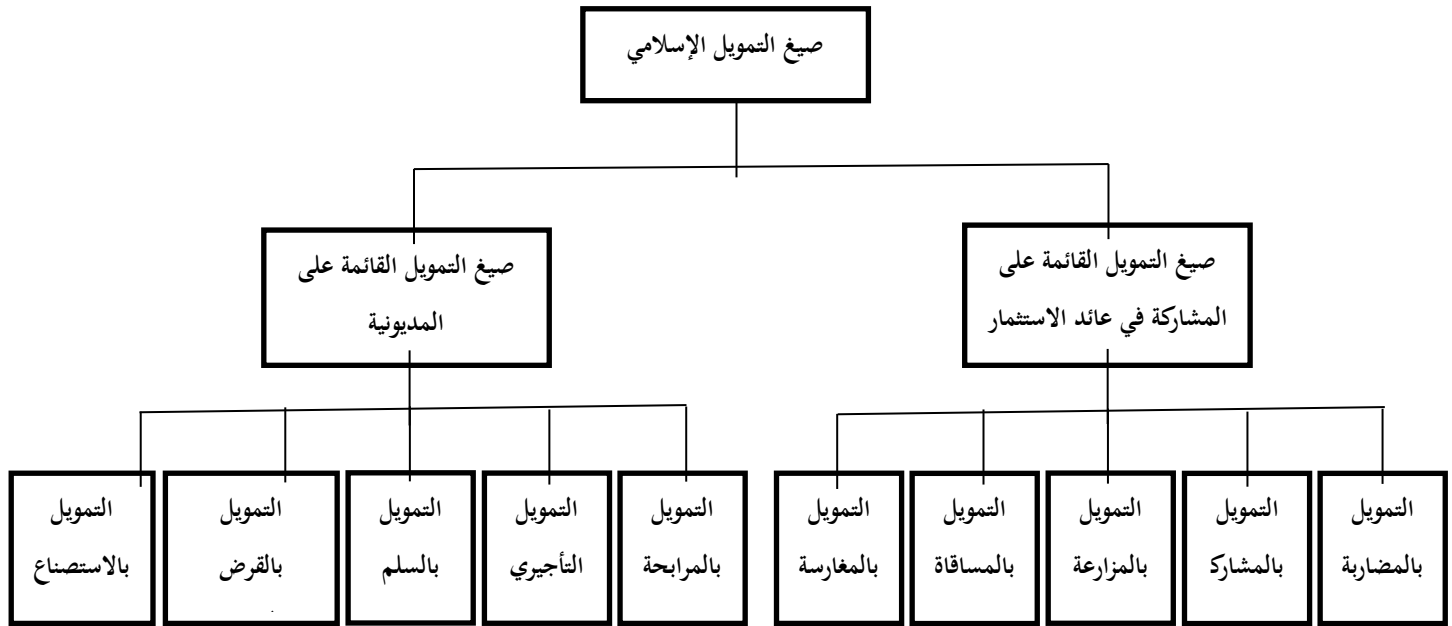 صيغ التمويل الإسلامي
صيغ التمويل القائمة على
المشاركة في عائد الاستثمار
صيغ التمويل القائمة على
المديونية
التمويل
بالمضاربة
التمويل
بالمشارك
التمويل
بالمزارعة
التمويل
بالمساقاة
التمويل
بالمغارسة
التمويل
بالمرابحة
التمويل
التأجيري
التمويل
بالسلم
التمويل
بالقرض
التمويل
بالاستصناع